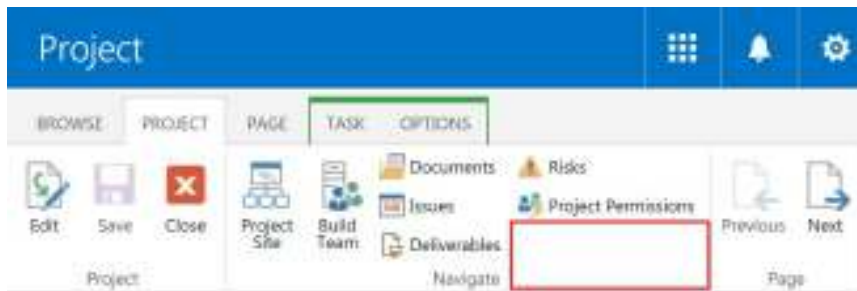 Project
BROWSE PROJECT PAGE TASK OPTIONS
Edit Save Close Project Site Build Team Documents Issues Deliverables Risks Project Permissions Previous Next
Project Navigate Page